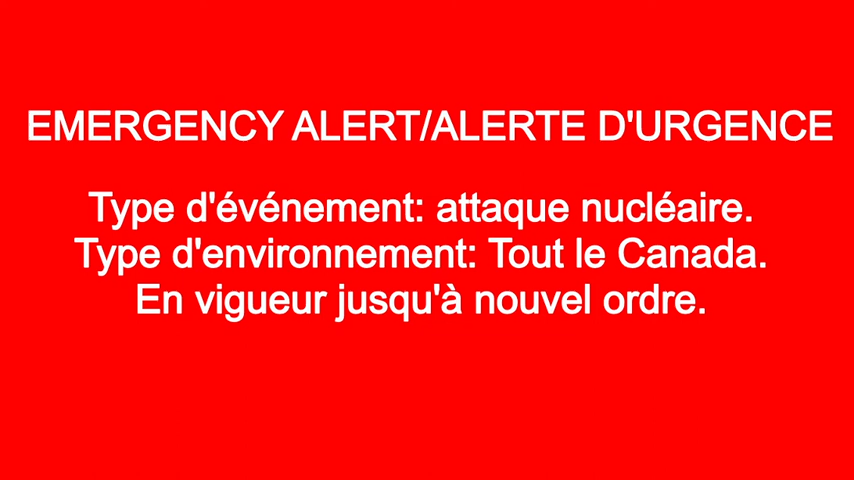 EMERGENCY ALERT/ALERTE D'URGENCE
Type d'événement: attaque nucléaire.
Type d'environnement: Tout le Canada.
En vigueur jusqu'à nouvel ordre.